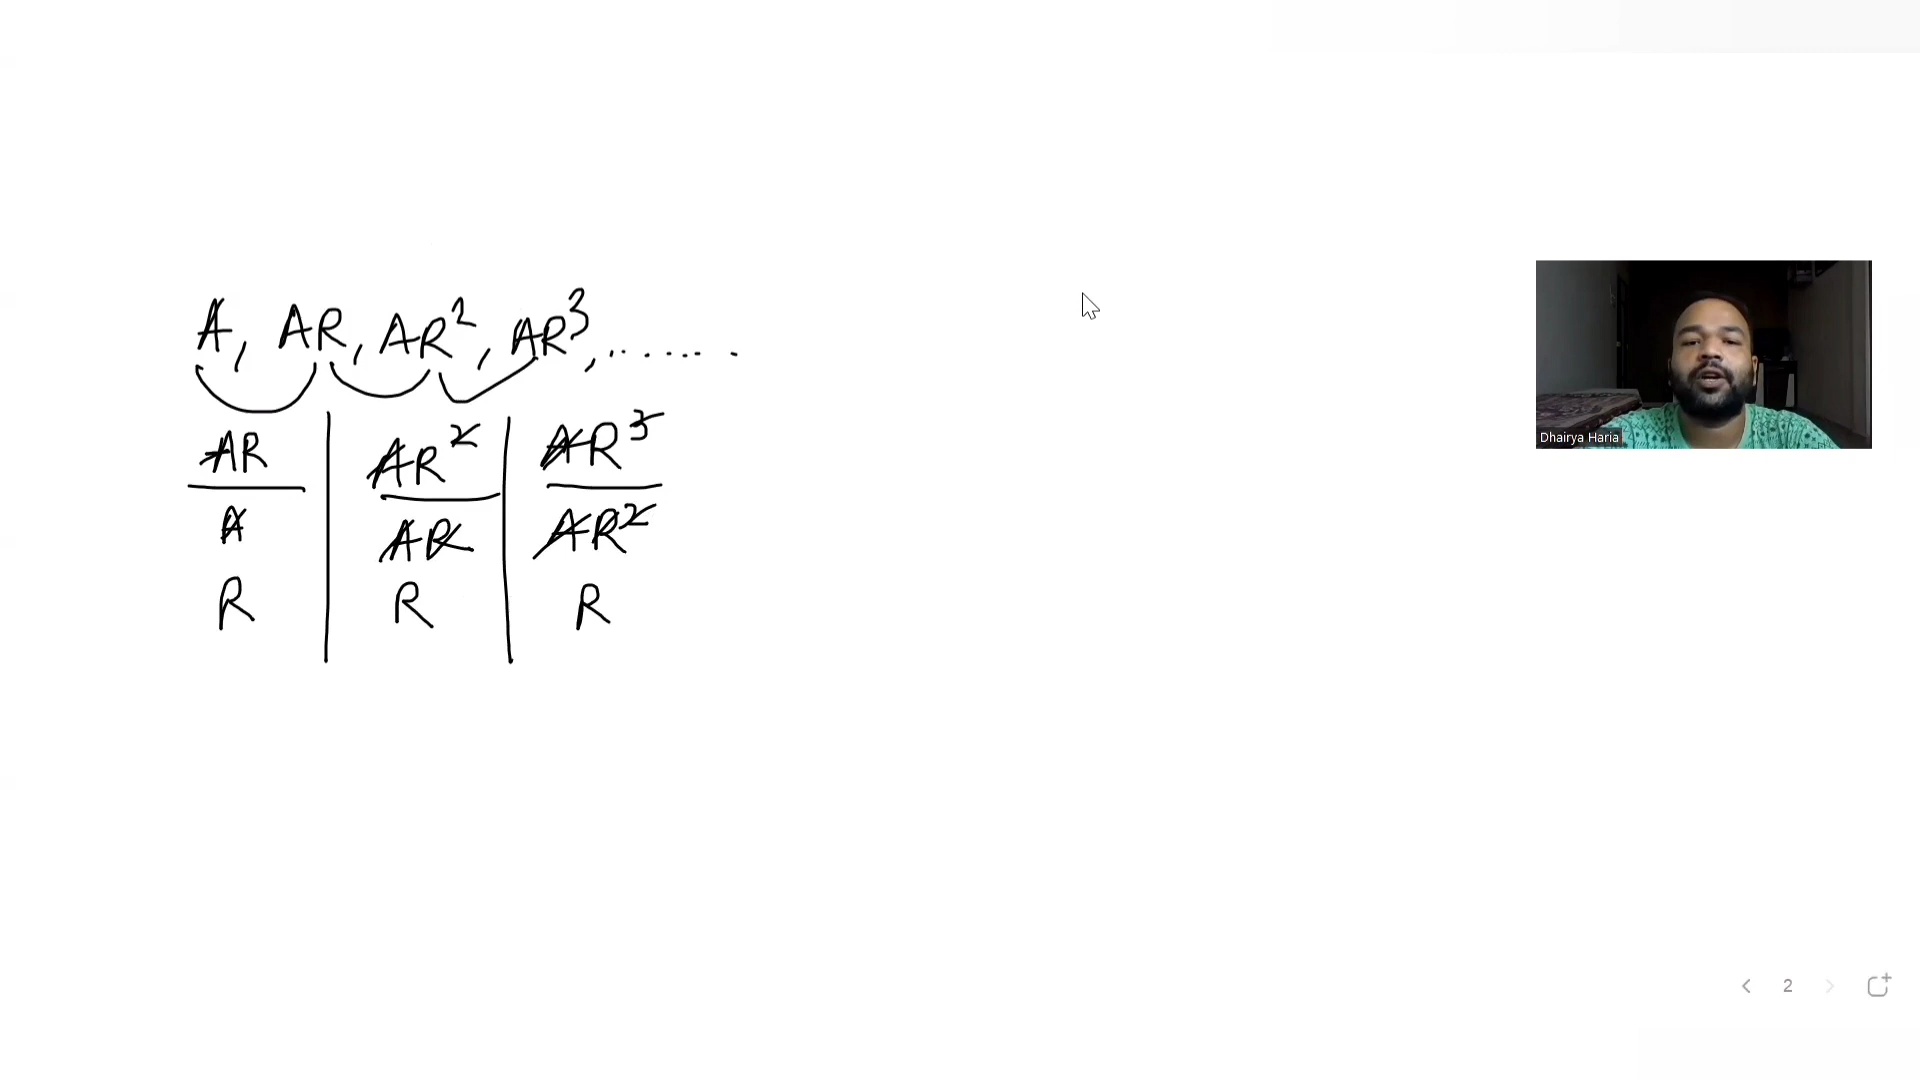 A, AR, AR², AR³, ........
AR AR² AR³
A AR AR²
R R R
Dhairya Haria
2